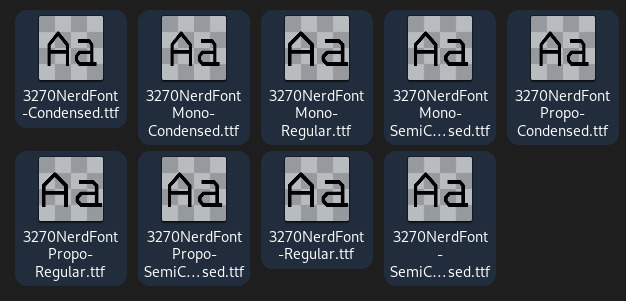 Aa
3270NerdFont
-Condensed.ttf
Aa
3270NerdFont
Mono-
Condensed.ttf
Aa
3270NerdFont
Mono-
Regular.ttf
Aa
3270NerdFont
Mono-
SemiC…sed.ttf
Aa
3270NerdFont
Propo-
Condensed.ttf
Aa
3270NerdFont
Propo-
Regular.ttf
Aa
3270NerdFont
Propo-
SemiC…sed.ttf
Aa
3270NerdFont
-Regular.ttf
Aa
3270NerdFont
-
SemiC…sed.ttf